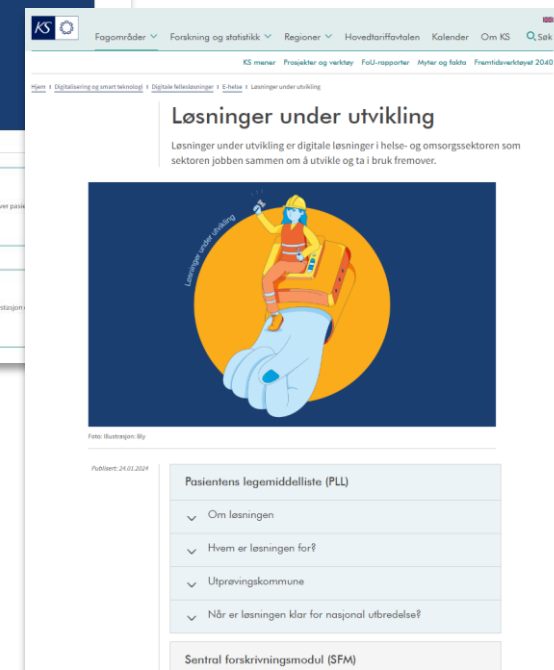 KS
Fagområder Forskning og statistikk Regioner Hovedtariffavtalen Kalender Om KS Søk
KS mener Prosjekter og verktøy FoU-rapporter Myter og fakta Fremtidsverktøyet 2040
Hjem Digitalisering og smart teknologi Digitale fellesløsninger E-helse Løsninger under utvikling
Løsninger under utvikling
Løsninger under utvikling er digitale løsninger i helse- og omsorgssektoren som
sektoren jobben sammen om å utvikle og ta i bruk fremover.
Løsninger under utvikling
Foto: Illustrasjon: Bly
Publisert: 24.01.2024
Pasientens legemiddelliste (PLL)
Om løsningen
Hvem er løsningen for?
Utprøvingskommune
Når er løsningen klar for nasjonal utbredelse?
Sentral forskrivningsmodul (SFM)